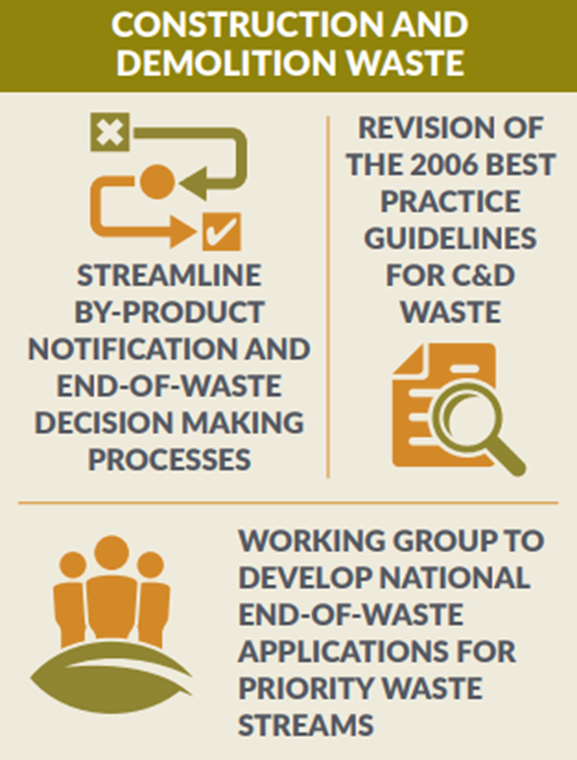 CONSTRUCTION AND
DEMOLITION WASTE
STREAMLINE
BY-PRODUCT
NOTIFICATION AND
END-OF-WASTE
DECISION MAKING
PROCESSES
REVISION OF
THE 2006 BEST
PRACTICE
GUIDELINES
FOR C&D
WASTE
WORKING GROUP TO
DEVELOP NATIONAL
END-OF-WASTE
APPLICATIONS FOR
PRIORITY WASTE
STREAMS